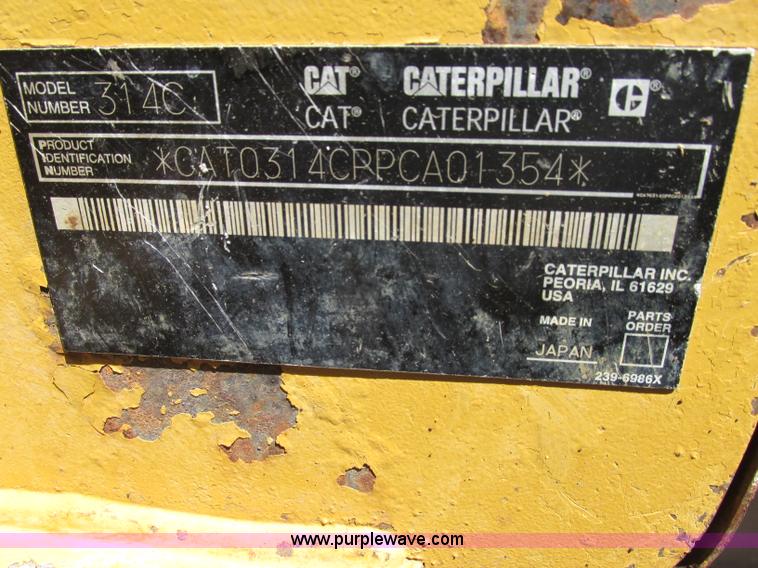 MODEL NUMBER 314C
CAT® CATERPILLAR®
CAT® CATERPILLAR®
PRODUCT IDENTIFICATION NUMBER *CAT0314CPPCA01354*
CATERPILLAR INC.
PEORIA, IL 61629
USA
MADE IN
JAPAN
PARTS ORDER
239-6986X
www.purplewave.com